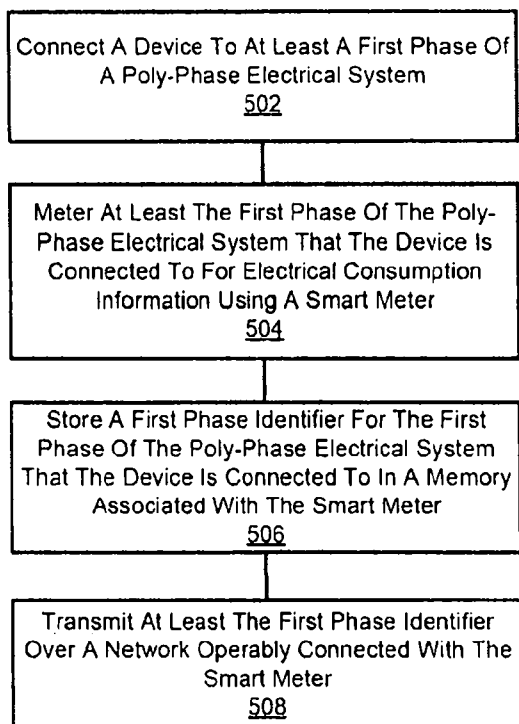 Connect A Device To At Least A First Phase Of
A Poly-Phase Electrical System
502
Meter At Least The First Phase Of The Poly-
Phase Electrical System That The Device Is
Connected To For Electrical Consumption
Information Using A Smart Meter
504
Store A First Phase Identifier For The First
Phase Of The Poly-Phase Electrical System
That The Device Is Connected To In A Memory
Associated With The Smart Meter
506
Transmit At Least The First Phase Identifier
Over A Network Operably Connected With The
Smart Meter
508